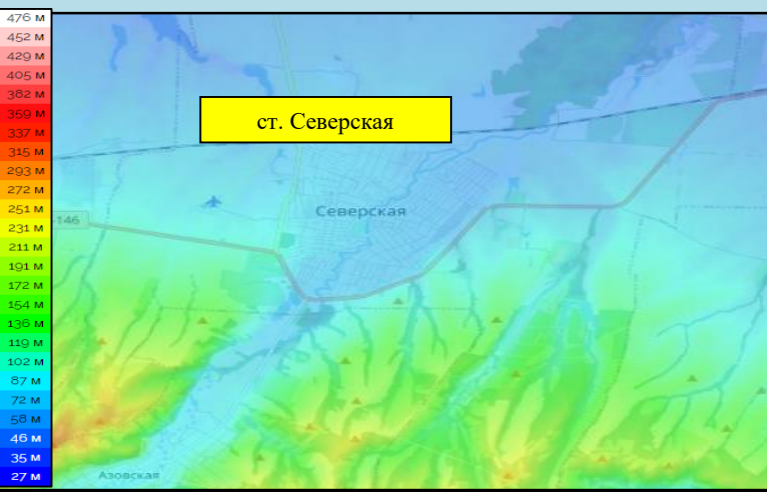 476 м
452 м
429 м
405 м
382 м
359 м
337 м
315 м
293 м
272 м
251 м
231 м
211 м
191 м
172 м
154 м
136 м
119 м
102 м
87 м
72 м
58 м
46 м
35 м
27 м
ст. Северская
Северская
146
Азовская